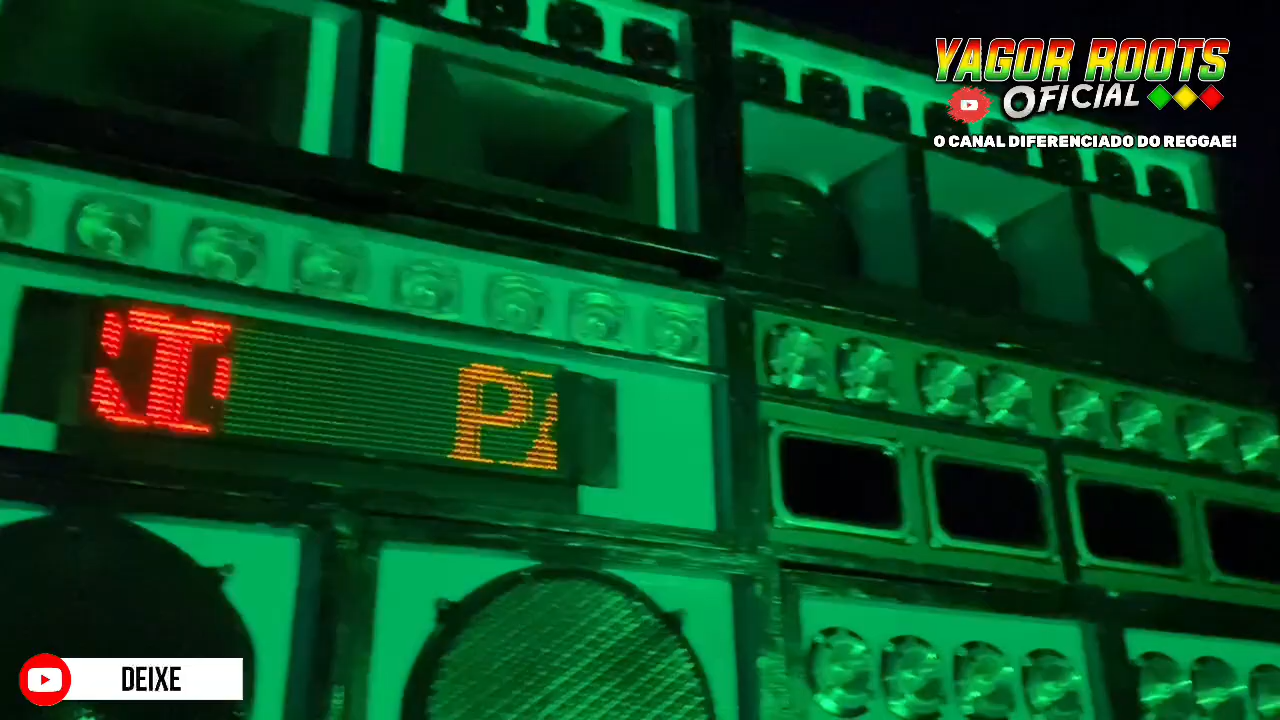 YAGOR ROOTS
OFICIAL
O CANAL DIFERENCIADO DO REGGAE!
T P
DEIXE